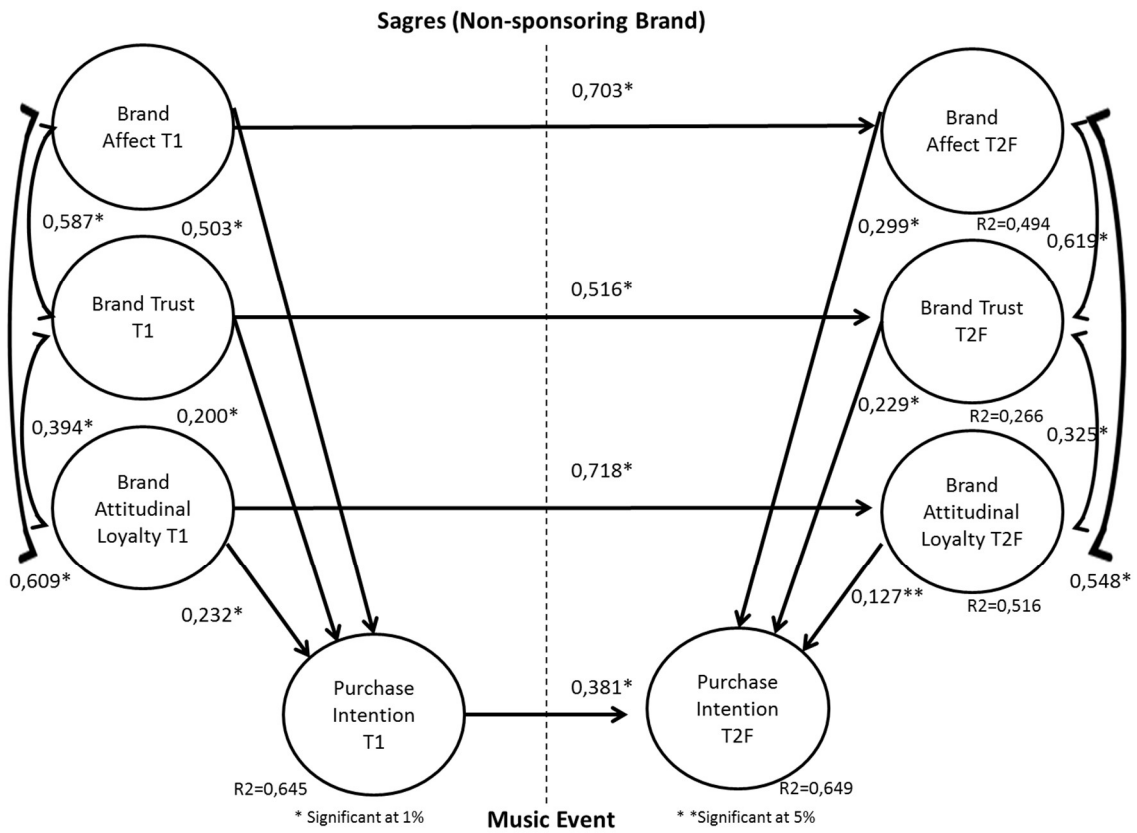 Sagres (Non-sponsoring Brand)
Brand
Affect T1
0,703*
Brand
Affect T2F
0,587*
0,503*
0,299*
R2=0,494
0,619*
Brand Trust
T1
0,516*
Brand Trust
T2F
0,200*
0,229*
R2=0,266
0,394*
0,325*
Brand
Attitudinal
Loyalty T1
0,718*
Brand
Attitudinal
Loyalty T2F
0,609*
0,232*
0,127**
R2=0,516
0,548*
Purchase
Intention
T1
0,381*
Purchase
Intention
T2F
R2=0,645
R2=0,649
* Significant at 1%
Music Event
* *Significant at 5%